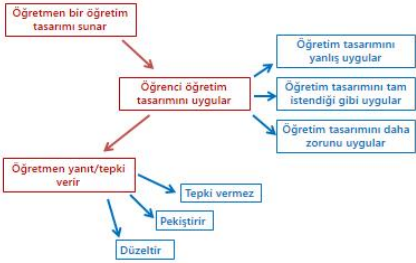 Öğretmen bir öğretim
tasarımı sunar
Öğrenci öğretim
tasarımını uygular
Öğretim tasarımını
yanlış uygular
Öğretim tasarımını tam
istendiği gibi uygular
Öğretim tasarımını daha
zorunu uygular
Öğretmen yanıt/tepki
verir
Tepki vermez
Pekiştirir
Düzeltir